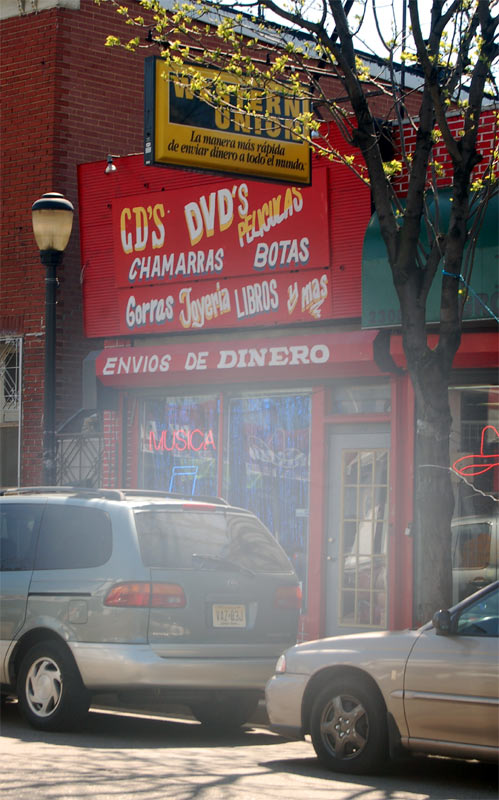 WESTERN
UNION
La manera más rápida
de enviar dinero a todo el mundo.
CD'S DVD'S PELICULAS
CHAMARRAS BOTAS
Gorras Joyeria LIBROS y mas
ENVIOS DE DINERO
MUSICA